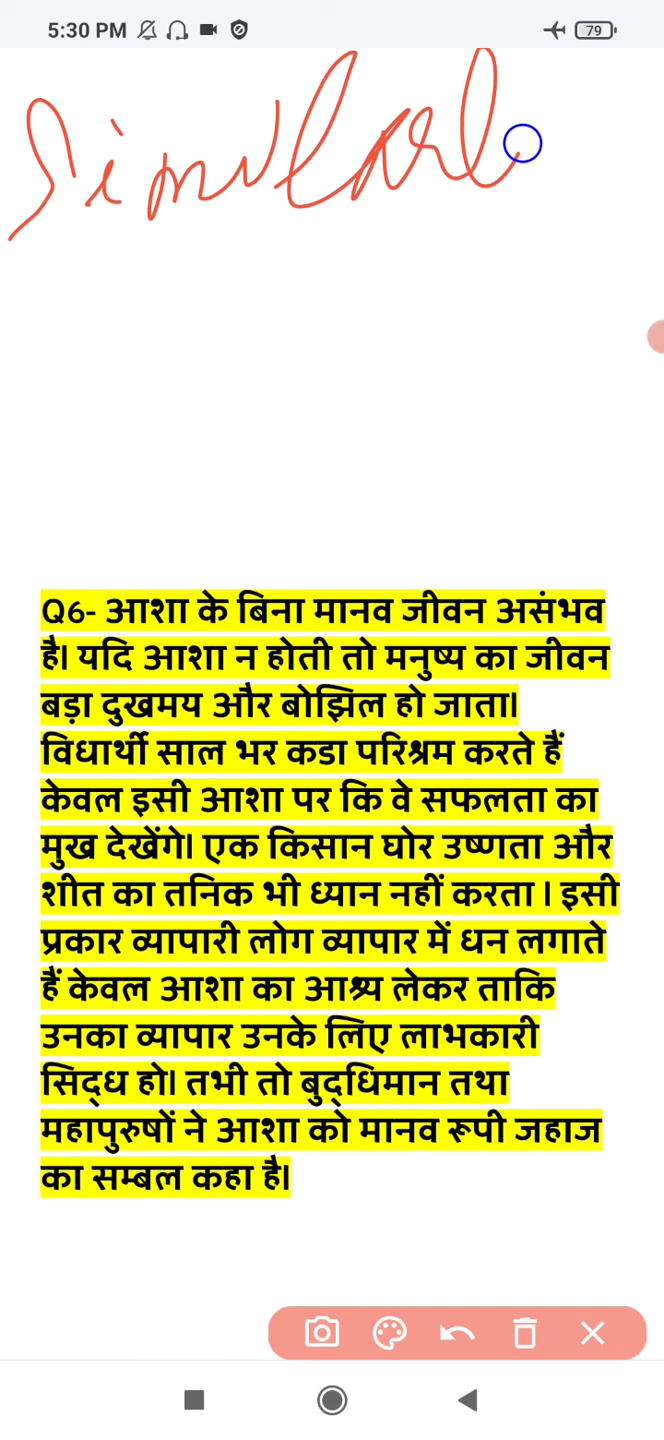 5:30 PM
79
Similarl
Q6- आशा के बिना मानव जीवन असंभव
है। यदि आशा न होती तो मनुष्य का जीवन
बड़ा दुखमय और बोझिल हो जाता।
विधार्थी साल भर कडा परिश्रम करते हैं
केवल इसी आशा पर कि वे सफलता का
मुख देखेंगे। एक किसान घोर उष्णता और
शीत का तनिक भी ध्यान नहीं करता । इसी
प्रकार व्यापारी लोग व्यापार में धन लगाते
हैं केवल आशा का आश्र्य लेकर ताकि
उनका व्यापार उनके लिए लाभकारी
सिद्ध हो। तभी तो बुद्धिमान तथा
महापुरुषों ने आशा को मानव रूपी जहाज
का सम्बल कहा है।